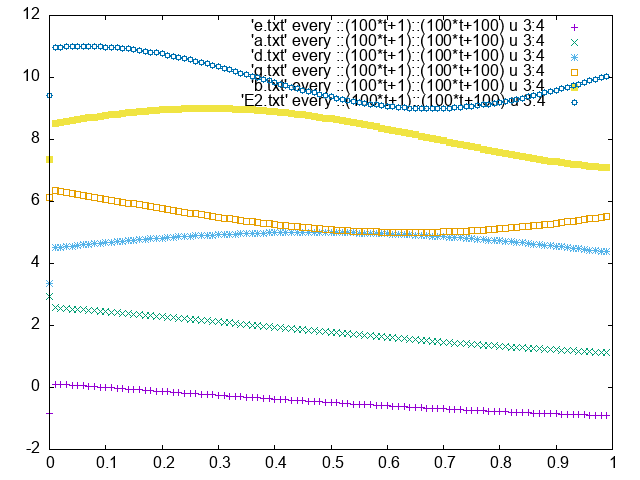 12
10
8
6
4
2
0
-2
'e.txt' every ::(100*t+1)::(100*t+100) u 3:4
'a.txt' every ::(100*t+1)::(100*t+100) u 3:4
'd.txt' every ::(100*t+1)::(100*t+100) u 3:4
'g.txt' every ::(100*t+1)::(100*t+100) u 3:4
'b.txt' every ::(100*t+1)::(100*t+100) u 3:4
'E2.txt' every ::(100*t+1)::(100*t+100) u 3:4
0 0.1 0.2 0.3 0.4 0.5 0.6 0.7 0.8 0.9 1